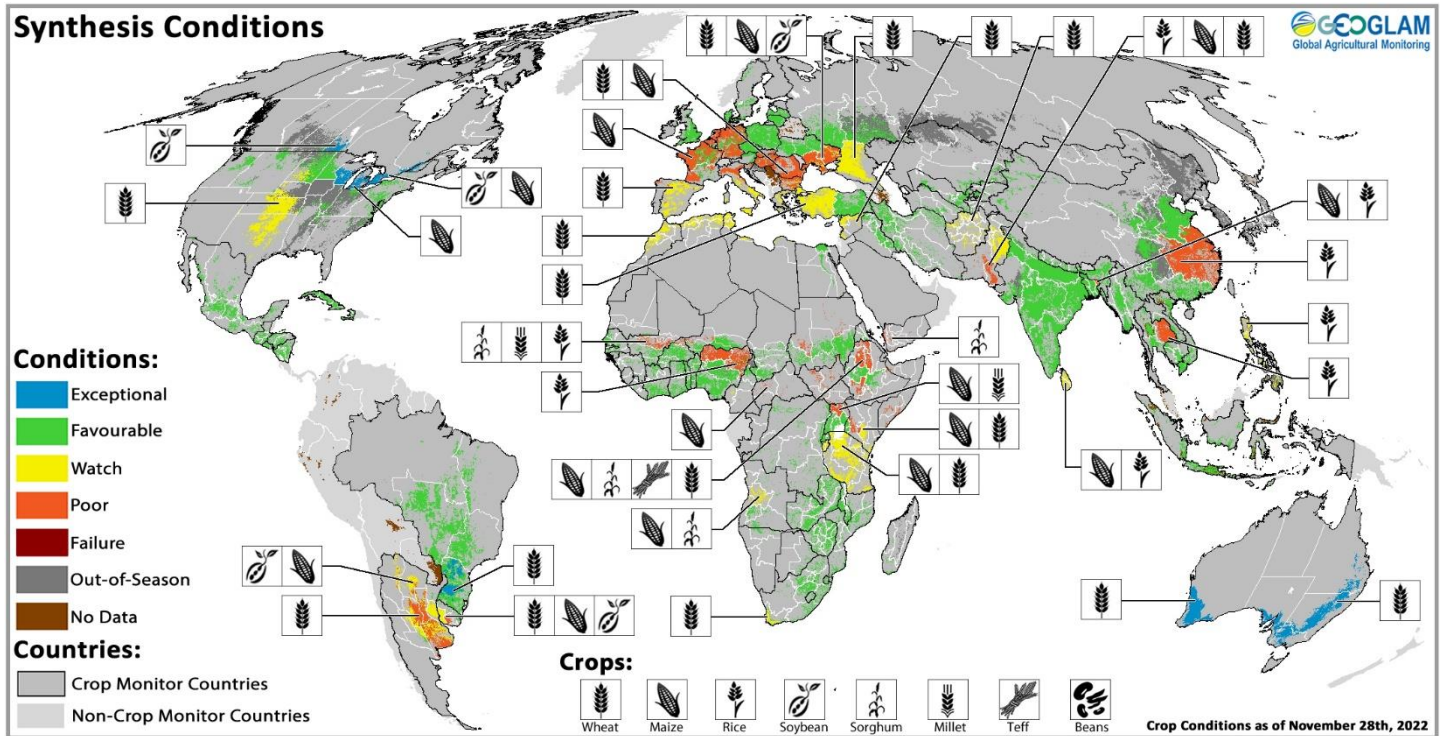 Synthesis Conditions
GEOGLAM
Global Agricultural Monitoring
Conditions:
Exceptional
Favourable
Watch
Poor
Failure
Out-of-Season
No Data
Countries:
Crop Monitor Countries
Non-Crop Monitor Countries
Crops:
Wheat
Maize
Rice
Soybean
Sorghum
Millet
Teff
Beans
Crop Conditions as of November 28th, 2022